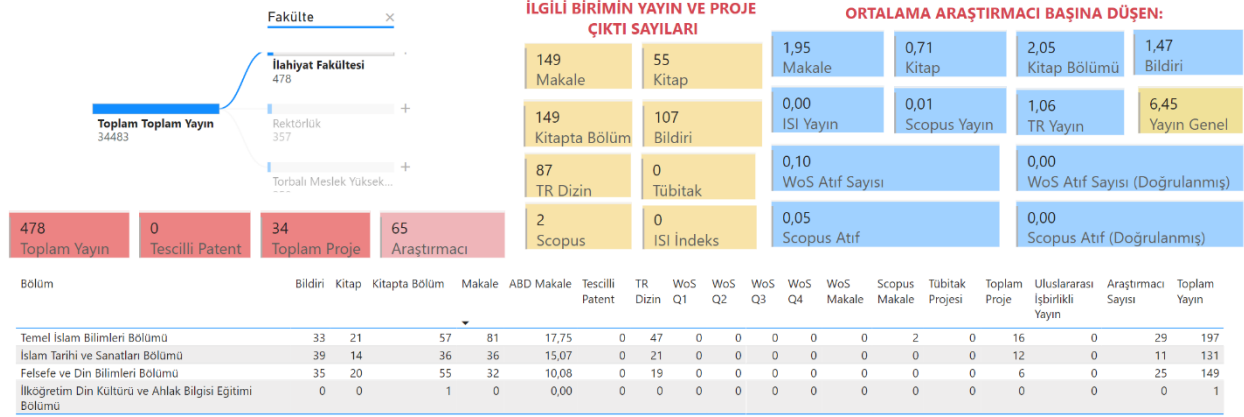 Fakülte
İlahiyat Fakültesi
478
Toplam Toplam Yayın
34483
Rektörlük
357
Torbalı Meslek Yüksek...
478
Toplam Yayın
0
Tescilli Patent
34
Toplam Proje
65
Araştırmacı
İLGİLİ BİRİMİN YAYIN VE PROJE
ÇIKTI SAYILARI
149
Makale
55
Kitap
149
Kitapta Bölüm
107
Bildiri
87
TR Dizin
0
Tübitak
2
Scopus
0
ISI İndeks
ORTALAMA ARAŞTIRMACI BAŞINA DÜŞEN:
1,95
Makale
0,71
Kitap
2,05
Kitap Bölümü
1,47
Bildiri
0,00
ISI Yayın
0,01
Scopus Yayın
1,06
TR Yayın
6,45
Yayın Genel
0,10
WoS Atıf Sayısı
0,00
WoS Atıf Sayısı (Doğrulanmış)
0,05
Scopus Atıf
0,00
Scopus Atıf (Doğrulanmış)
Bölüm Bildiri Kitap Kitapta Bölüm Makale ABD Makale Tescilli Patent TR Dizin WoS Q1 WoS Q2 WoS Q3 WoS Q4 WoS Makale Scopus Makale Tübitak Projesi Toplam Proje Uluslararası İşbirlikli Yayın Araştırmacı Sayısı Toplam Yayın
Temel İslam Bilimleri Bölümü 33 21 57 81 17,75 0 47 0 0 0 0 0 2 0 16 0 29 197
İslam Tarihi ve Sanatları Bölümü 39 14 36 36 15,07 0 21 0 0 0 0 0 0 0 12 0 11 131
Felsefe ve Din Bilimleri Bölümü 35 20 55 32 10,08 0 19 0 0 0 0 0 0 0 6 0 25 149
İlköğretim Din Kültürü ve Ahlak Bilgisi Eğitimi 0 0 1 0 0,00 0 0 0 0 0 0 0 0 0 0 0 0 1
Bölümü